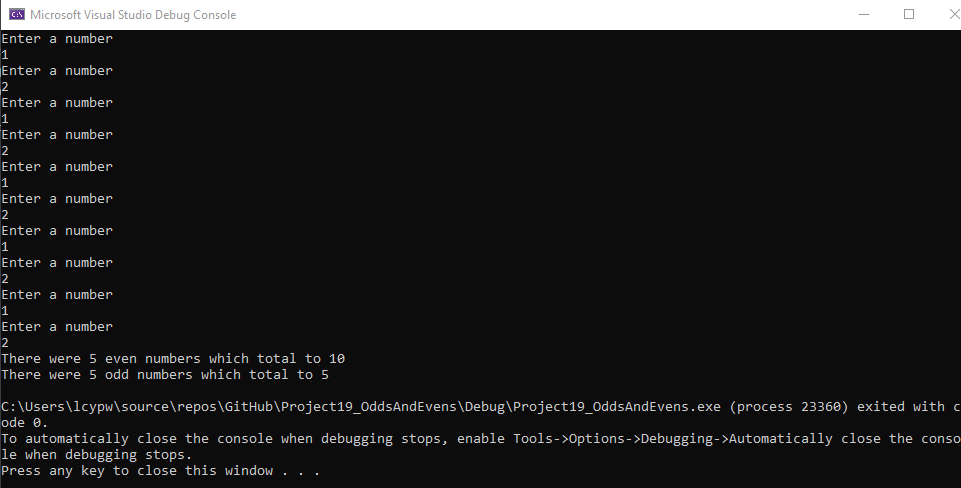 Microsoft Visual Studio Debug Console
Enter a number
1
Enter a number
2
Enter a number
1
Enter a number
2
Enter a number
1
Enter a number
2
Enter a number
1
Enter a number
2
Enter a number
1
Enter a number
2
There were 5 even numbers which total to 10
There were 5 odd numbers which total to 5
C:\Users\lcypw\source\repos\GitHub\Project19_OddsAndEvens\Debug\Project19_OddsAndEvens.exe (process 23360) exited with c
ode 0.
To automatically close the console when debugging stops, enable Tools->Options->Debugging->Automatically close the conso
le when debugging stops.
Press any key to close this window . . .